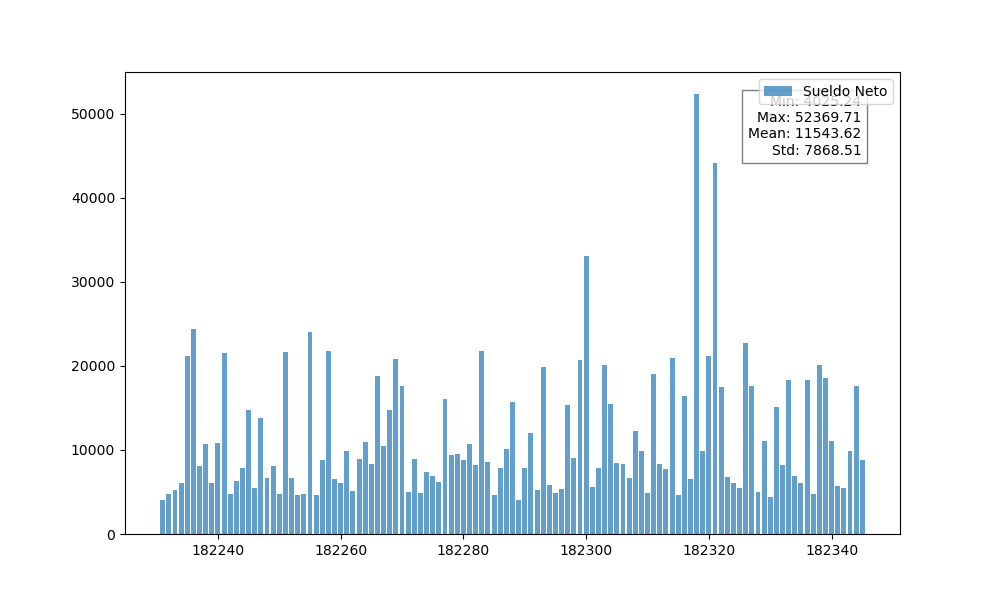 Sueldo Neto
Min: 4025.24
Max: 52369.71
Mean: 11543.62
Std: 7868.51
50000
40000
30000
20000
10000
0
182240 182260 182280 182300 182320 182340